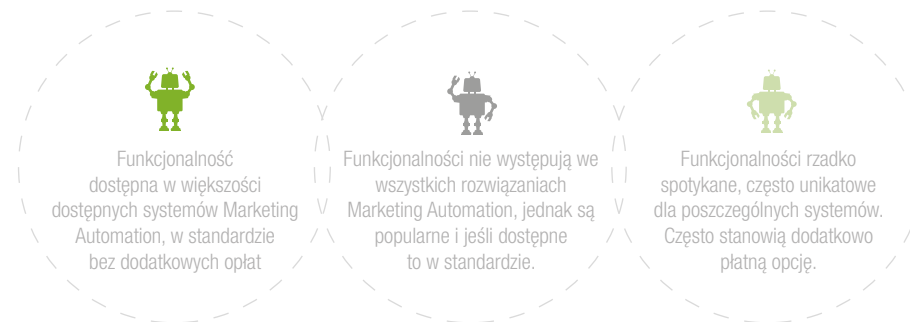 Funkcjonalność
dostępna w większości
dostępnych systemów Marketing
Automation, w standardzie
bez dodatkowych opłat
Funkcjonalności nie występują we
wszystkich rozwiązaniach
Marketing Automation, jednak są
popularne i jeśli dostępne
to w standardzie.
Funkcjonalności rzadko
spotykane, często unikatowe
dla poszczególnych systemów.
Często stanowią dodatkowo
płatną opcję.